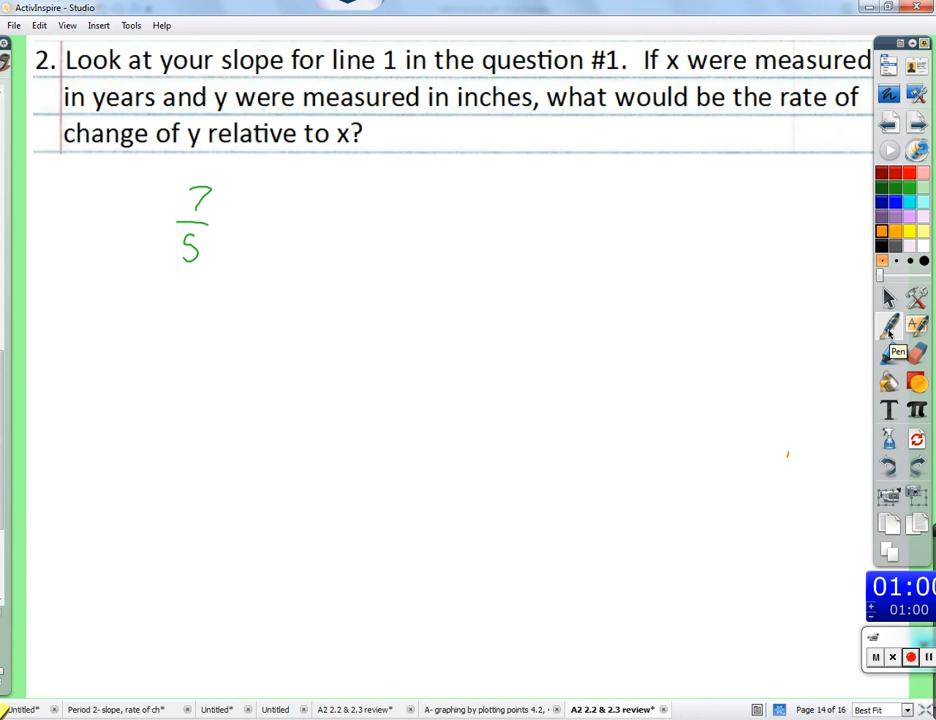 ActivInspire - Studio
File Edit View Insert Tools Help
2. Look at your slope for line 1 in the question #1. If x were measured
in years and y were measured in inches, what would be the rate of
change of y relative to x?
7
5
Pen
T π
01:00
01:00
M
Untitled* Period 2- slope, rate of ch* Untitled* Untitled A2 2.2 & 2.3 review* A- graphing by plotting points 4.2, A2 2.2 & 2.3 review* Page 14 of 16 Best Fit